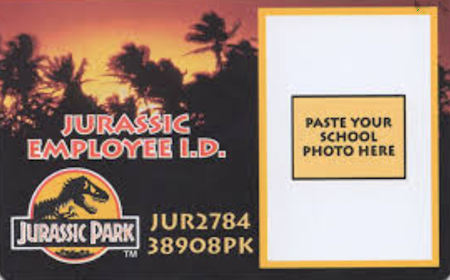 JURASSIC
EMPLOYEE I.D.
PASTE YOUR
SCHOOL
PHOTO HERE
JURASSIC PARK
TM
JUR2784
38908PK